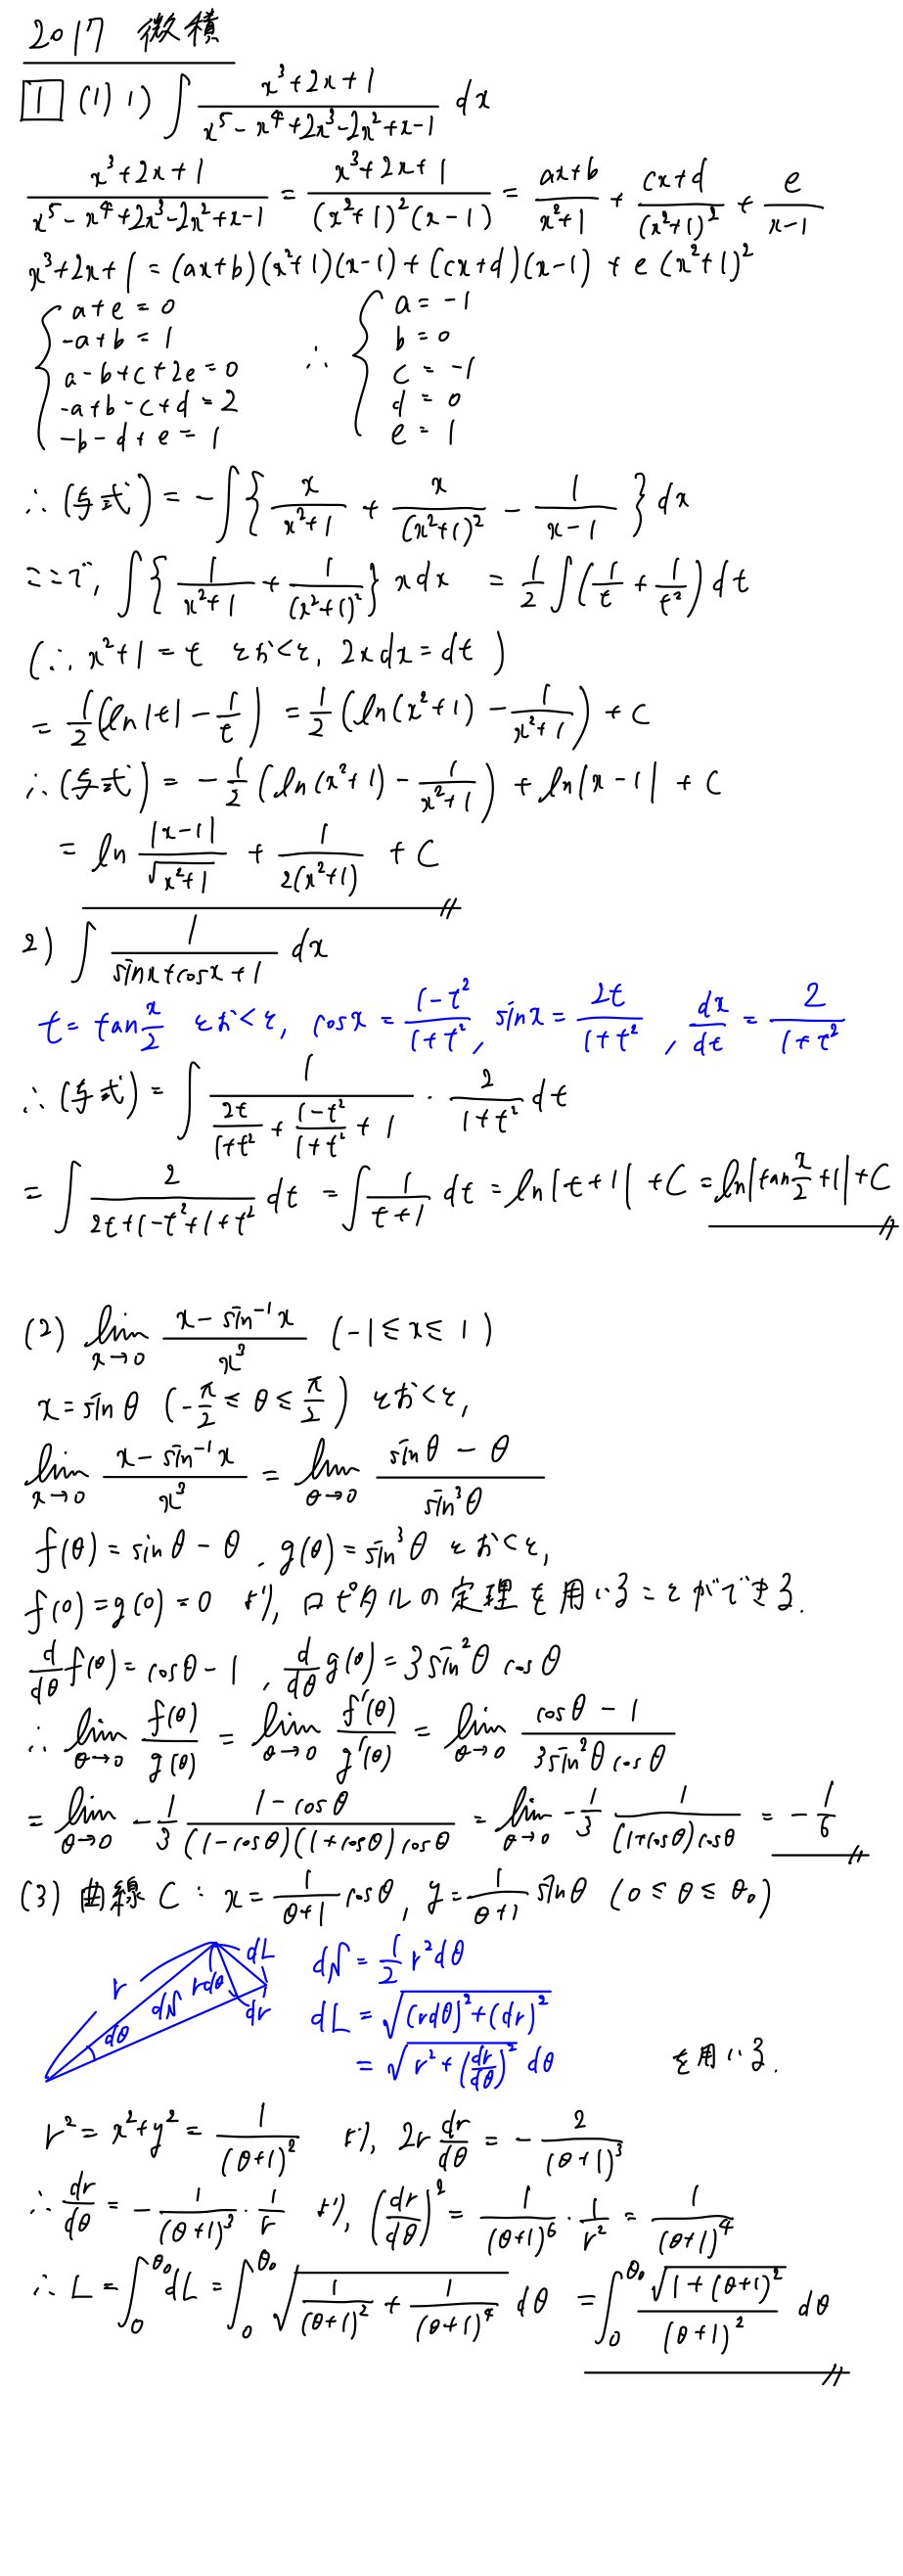 2017 微積
1 (1) 1) ∫ (x³+2x+1)/(x⁵-x⁴+2x³-2x²+x-1) dx
(x³+2x+1)/(x⁵-x⁴+2x³-2x²+x-1) = (x³+2x+1)/((x²+1)²(x-1)) = (ax+b)/(x²+1) + (cx+d)/(x²+1)² + e/(x-1)
x³+2x+1 = (ax+b)(x²+1)(x-1)+(cx+d)(x-1)+e(x²+1)²
{ a+e=0 ∴ { a=-1
-a+b=1 b=0
a-b+c+2e=0 c=-1
-a+b-c+d=2 d=0
-b-d+e=1 e=1
∴(与式)= -∫{ x/(x²+1) + x/(x²+1)² - 1/(x-1) } dx
ここで, ∫{ 1/(x²+1) + 1/(x²+1)² } x dx = 1/2 ∫(1/t + 1/t²) dt
(∵ x²+1=t とおくと, 2x dx=dt)
= 1/2(ln|t| - 1/t) = 1/2(ln(x²+1) - 1/(x²+1)) + C
∴(与式)= -1/2(ln(x²+1) - 1/(x²+1)) + ln|x-1| + C
= ln |x-1|/√(x²+1) + 1/(2(x²+1)) + C
2) ∫ 1/(sinx+cosx+1) dx
t=tan x/2 とおくと, cosx = (1-t²)/(1+t²), sinx = 2t/(1+t²), dx/dt = 2/(1+t²)
∴(与式)= ∫ 1/(2t/(1+t²) + (1-t²)/(1+t²) + 1) · 2/(1+t²) dt
= ∫ 2/(2t+1-t²+1+t²) dt = ∫ 1/(t+1) dt = ln|t+1| + C = ln|tan x/2 +1|+C
(2) lim x→0 (x-sin⁻¹x)/x³ (-1≤x≤1)
x=sinθ (-π/2 ≤ θ ≤ π/2) とおくと,
lim x→0 (x-sin⁻¹x)/x³ = lim θ→0 (sinθ-θ)/sin³θ
f(θ)=sinθ-θ, g(θ)=sin³θ とおくと,
f(0)=g(0)=0 より, ロピタルの定理を用いることができる.
d/dθ f(θ)=cosθ-1, d/dθ g(θ)=3sin²θ cosθ
∴ lim θ→0 f(θ)/g(θ) = lim θ→0 f'(θ)/g'(θ) = lim θ→0 (cosθ-1)/(3sin²θ cosθ)
= lim θ→0 -1/3 (1-cosθ)/((1-cosθ)(1+cosθ)cosθ) = lim θ→0 -1/3 1/((1+cosθ)cosθ) = -1/6
(3) 曲線 C: x = 1/(θ+1) cosθ, y = 1/(θ+1) sinθ (0≤θ≤θ₀)
r dθ dS rdθ dL dr
dS = 1/2 r²dθ
dL = √((rdθ)²+(dr)²)
= √(r²+(dr/dθ)²) dθ を用いる.
r² = x²+y² = 1/(θ+1)² より, 2r dr/dθ = -2/(θ+1)³
∴ dr/dθ = -1/(θ+1)³ · 1/r より, (dr/dθ)² = 1/(θ+1)⁶ · 1/r² = 1/(θ+1)⁴
∴ L = ∫₀^θ₀ dL = ∫₀^θ₀ √(1/(θ+1)² + 1/(θ+1)⁴) dθ = ∫₀^θ₀ √(1+(θ+1)²)/(θ+1)² dθ